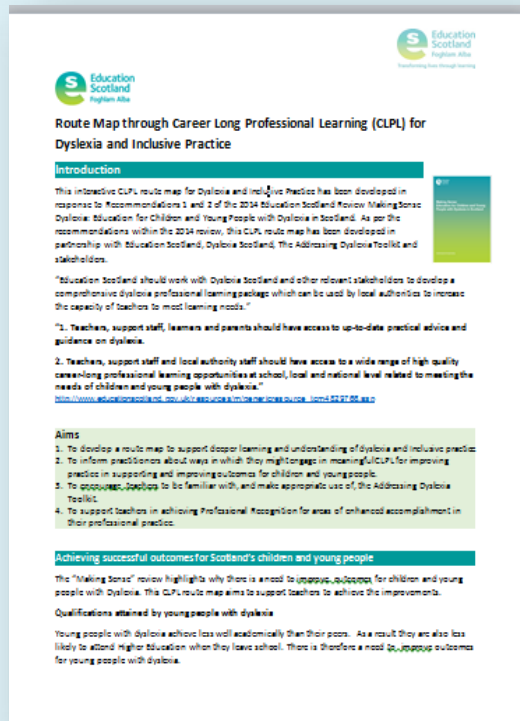 Education
Scotland
Foghlam Alba
Transforming lives through learning
Education
Scotland
Foghlam Alba
Route Map through Career Long Professional Learning (CLPL) for
Dyslexia and Inclusive Practice
Introduction
This interactive CLPL route map for Dyslexia and Inclusive Practice has been developed in
response to Recommendations 1 and 2 of the 2014 Education Scotland Review Making Sense
Dyslexia: Education for Children and Young People with Dyslexia in Scotland. As per the
recommendations within the 2014 review, this CLPL route map has been developed in
partnership with Education Scotland, Dyslexia Scotland, The Addressing Dyslexia Toolkit and
stakeholders.
"Education Scotland should work with Dyslexia Scotland and other relevant stakeholders to develop a
comprehensive dyslexia professional learning package which can be used by local authorities to increase
the capacity of teachers to meet learning needs."
"1. Teachers, support staff, learners and parents should have access to up-to-date practical advice and
guidance on dyslexia.
2. Teachers, support staff and local authority staff should have access to a wide range of high quality
career-long professional learning opportunities at school, local and national level related to meeting the
needs of children and young people with dyslexia."
Aims
1. To develop a route map to support deeper learning and understanding of dyslexia and inclusive practice
2. To inform practitioners about ways in which they might engage in meaningful CLPL for improving
practice in supporting and improving outcomes for children and young people.
3. To encourage teachers to be familiar with, and make appropriate use of, the Addressing Dyslexia
Toolkit.
4. To support teachers in achieving Professional Recognition for areas of enhanced accomplishment in
their professional practice.
Achieving successful outcomes for Scotland's children and young people
The "Making Sense" review highlights why there is a need to improve outcomes for children and young
people with Dyslexia. This CLPL route map aims to support teachers to achieve the improvements.
Qualifications attained by young people with dyslexia
Young people with dyslexia achieve less well academically than their peers. As a result they are also less
likely to attend Higher Education when they leave school. There is therefore a need to improve outcomes
for young people with dyslexia.